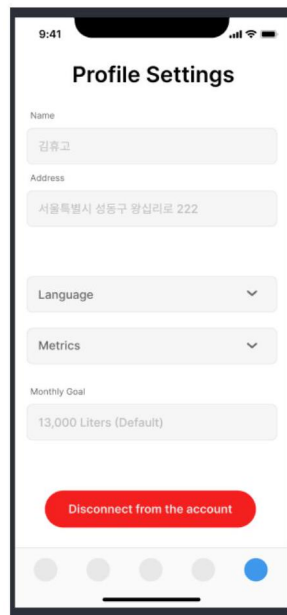 9:41
Profile Settings
Name
김휴고
Address
서울특별시 성동구 왕십리로 222
Language
Metrics
Monthly Goal
13,000 Liters (Default)
Disconnect from the account